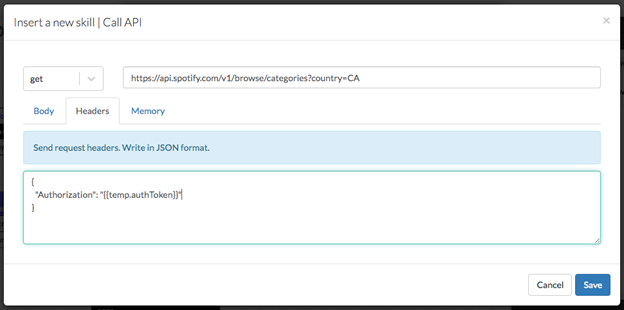 Insert a new skill | Call API ×
get https://api.spotify.com/v1/browse/categories?country=CA
Body Headers Memory
Send request headers. Write in JSON format.
{
"Authorization": "{{temp.authToken}}"
}
Cancel Save